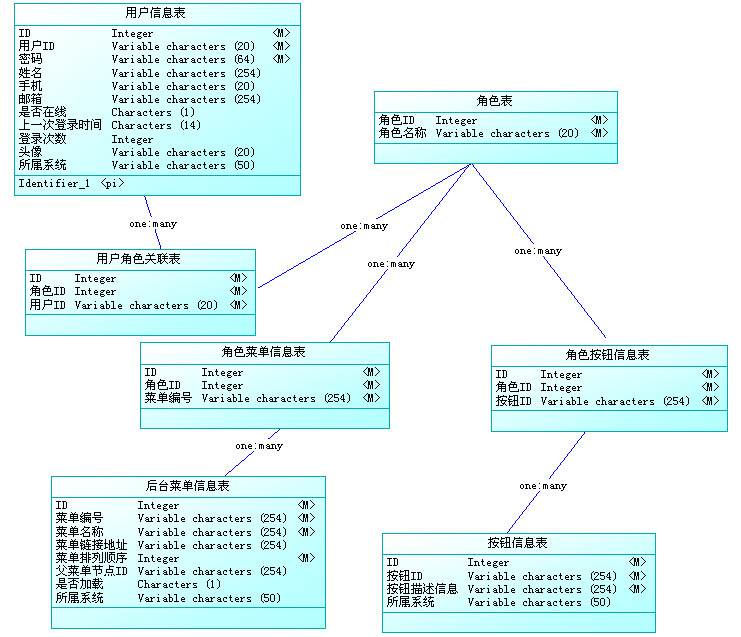 用户信息表
ID Integer <M>
用户ID Variable characters (20) <M>
密码 Variable characters (64) <M>
姓名 Variable characters (254)
手机 Variable characters (20)
邮箱 Variable characters (254)
是否在线 Characters (1)
上一次登录时间 Characters (14)
登录次数 Integer
头像 Variable characters (20)
所属系统 Variable characters (50)
Identifier_1 <pi>
角色表
角色ID Integer <M>
角色名称 Variable characters (20) <M>
one:many
one:many
one:many
one:many
用户角色关联表
ID Integer <M>
角色ID Integer <M>
用户ID Variable characters (20) <M>
角色菜单信息表
ID Integer <M>
角色ID Integer <M>
菜单编号 Variable characters (254) <M>
角色按钮信息表
ID Integer <M>
角色ID Integer <M>
按钮ID Variable characters (254) <M>
one:many
one:many
后台菜单信息表
ID Integer <M>
菜单编号 Variable characters (254) <M>
菜单名称 Variable characters (254) <M>
菜单链接地址 Variable characters (254)
菜单排列顺序 Integer <M>
父菜单节点ID Variable characters (254)
是否加载 Characters (1)
所属系统 Variable characters (50)
按钮信息表
ID Integer <M>
按钮ID Variable characters (254) <M>
按钮描述信息 Variable characters (254) <M>
所属系统 Variable characters (50)